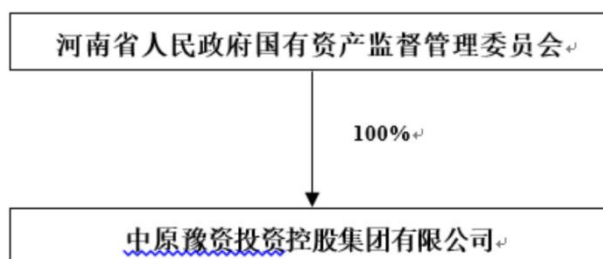 河南省人民政府国有资产监督管理委员会
100%
中原豫资投资控股集团有限公司